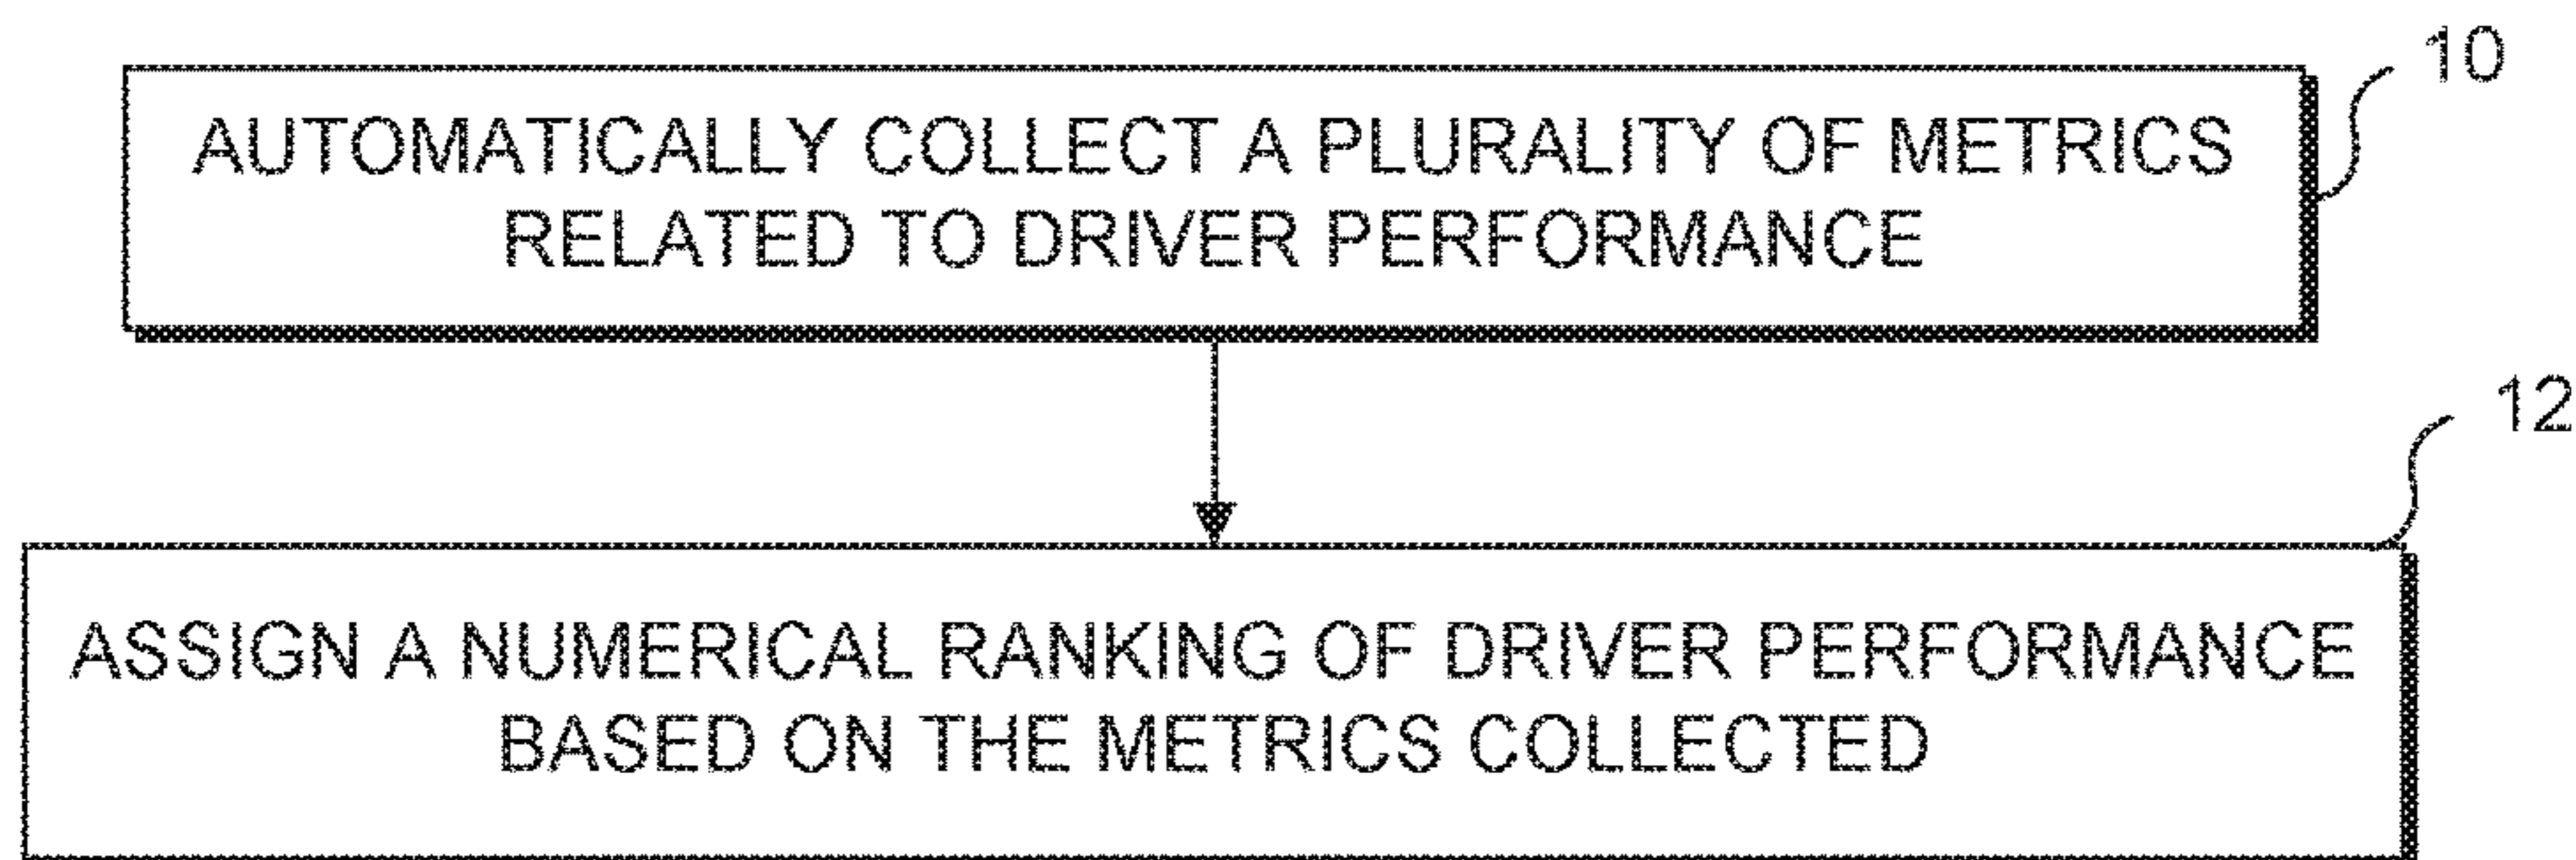 10
AUTOMATICALLY COLLECT A PLURALITY OF METRICS
RELATED TO DRIVER PERFORMANCE
12
ASSIGN A NUMERICAL RANKING OF DRIVER PERFORMANCE
BASED ON THE METRICS COLLECTED